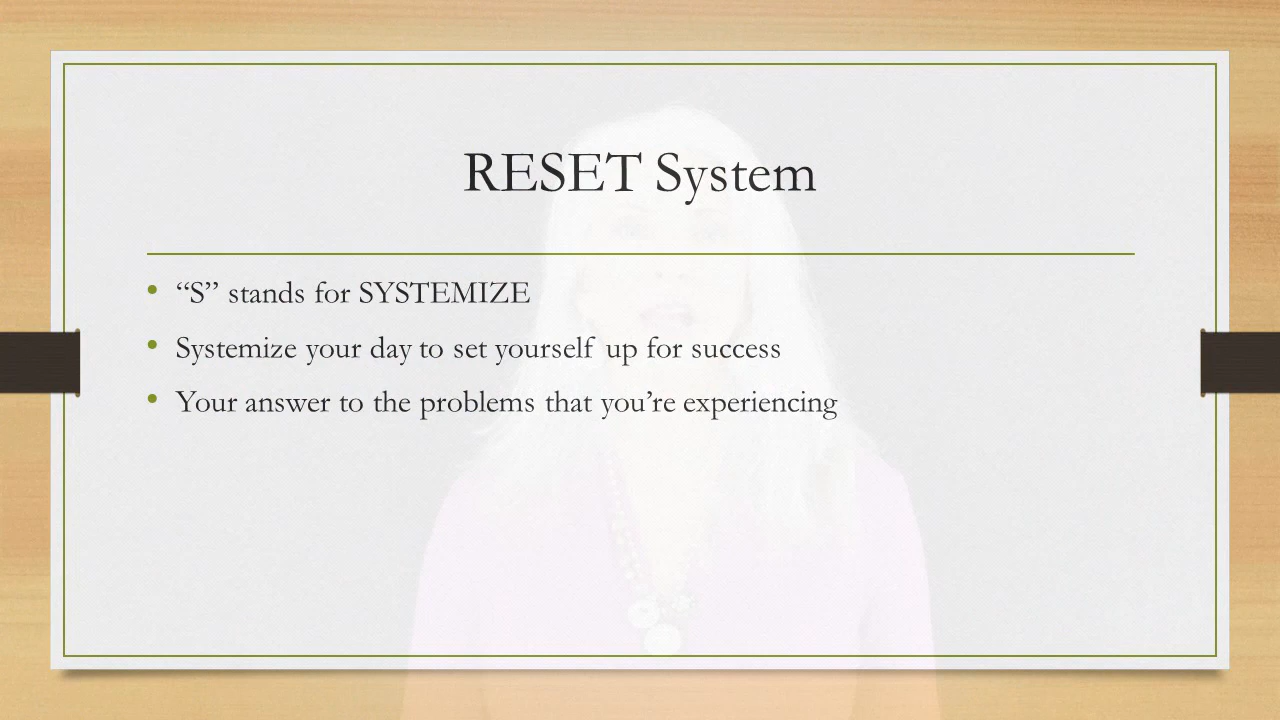 RESET System
• “S” stands for SYSTEMIZE
• Systemize your day to set yourself up for success
• Your answer to the problems that you’re experiencing